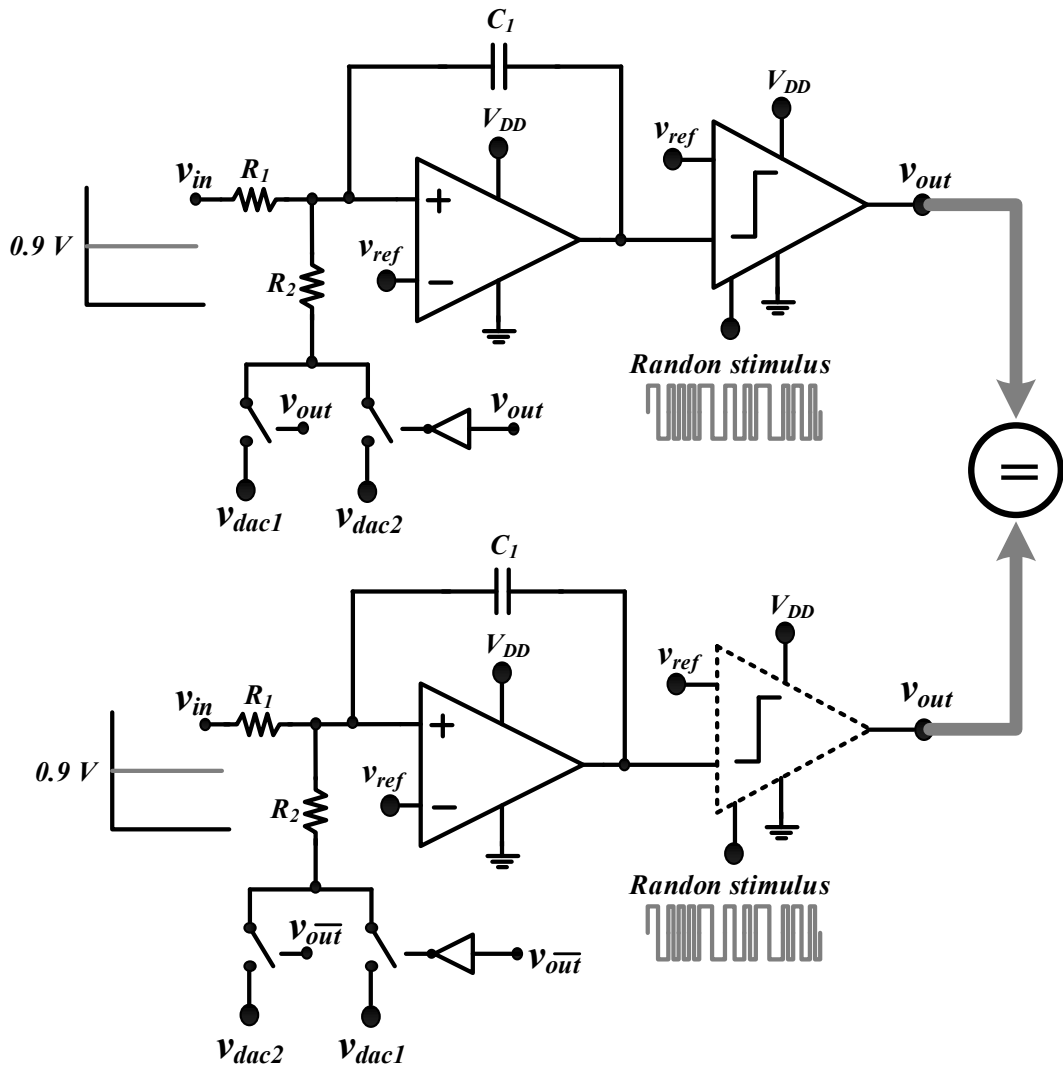 C1
VDD
VDD
vref
vin
R1
vout
+
0.9 V
vref
R2
−
Randon stimulus
vout
vout
vdac1
vdac2
=
C1
VDD
VDD
vref
vin
R1
vout
+
0.9 V
vref
R2
−
Randon stimulus
vout̅
vout̅
vdac2
vdac1